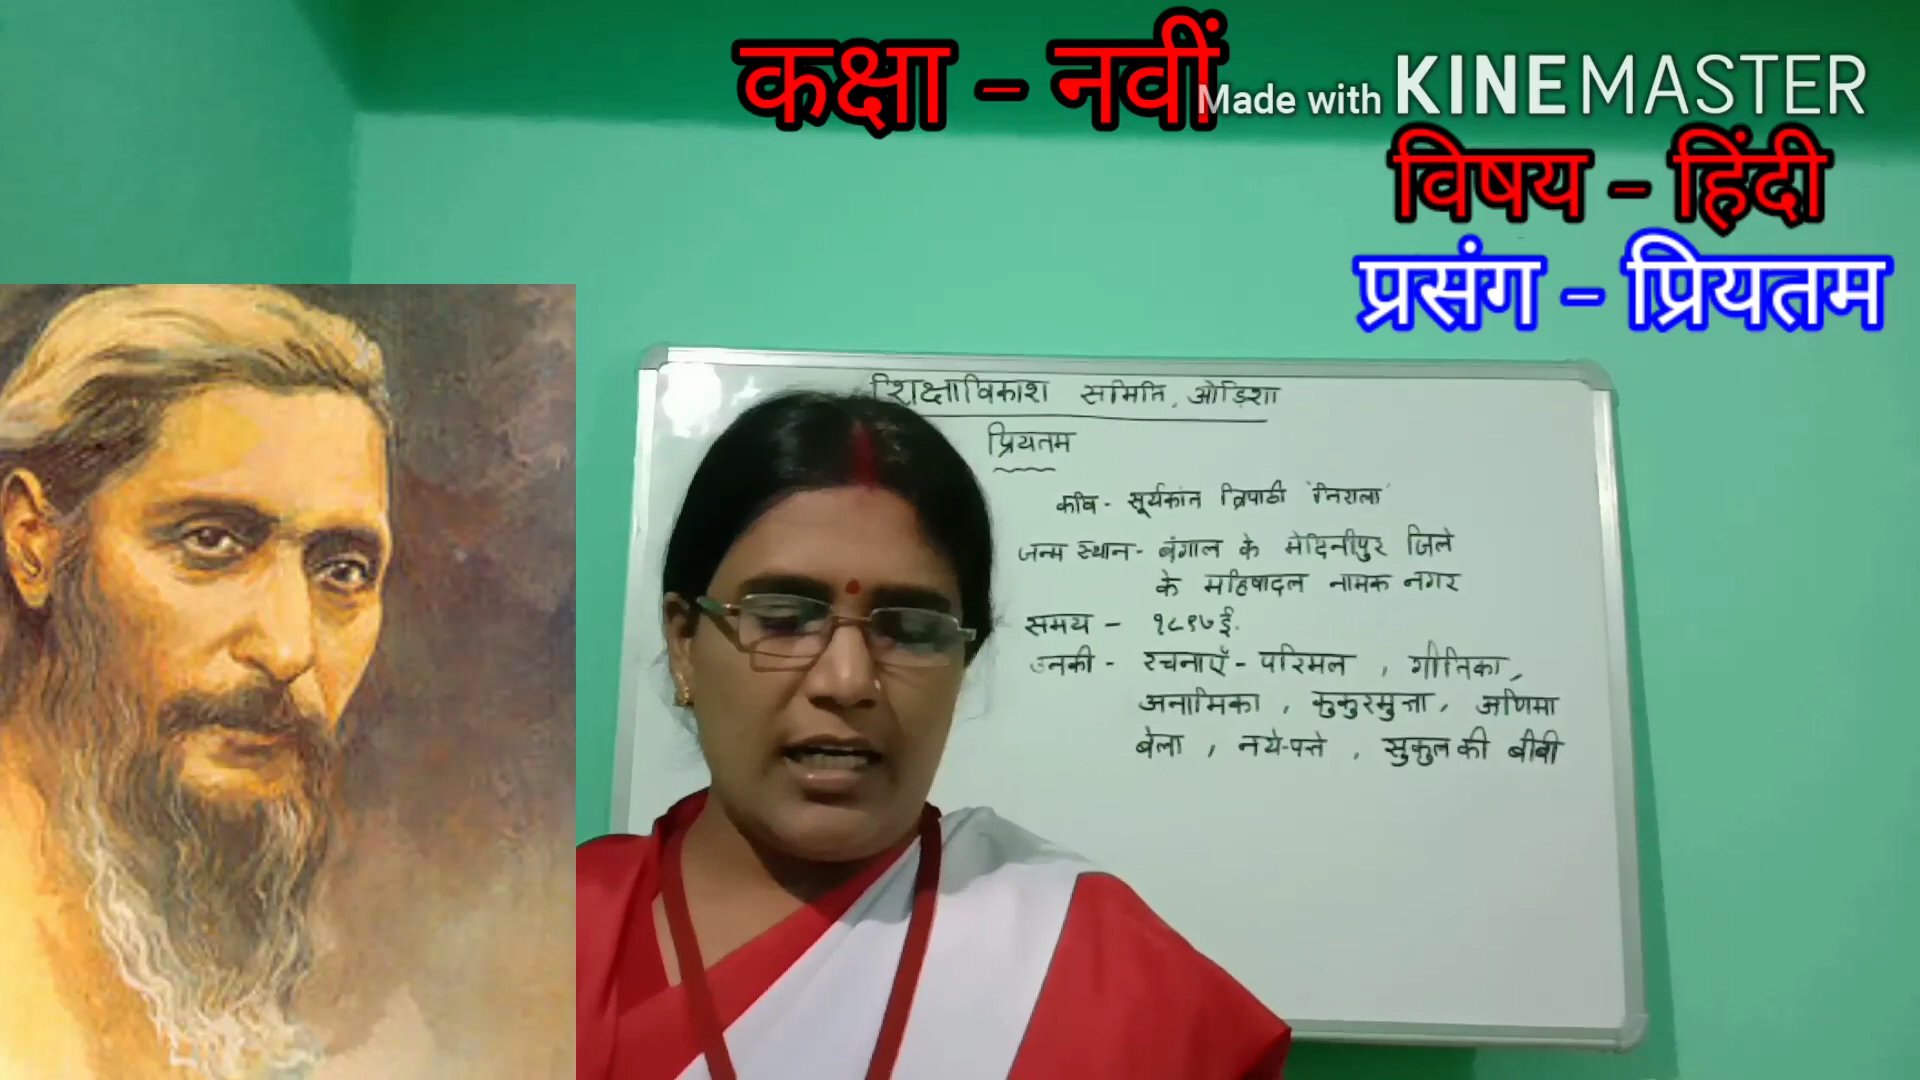 कक्षा – नवीं
Made with KINEMASTER
विषय – हिंदी
प्रसंग – प्रियतम
शिक्षाविकाश समिति, ओड़िशा
प्रियतम
कवि - सूर्यकांत त्रिपाठी 'निराला'
जन्म स्थान - बंगाल के मेदिनीपुर जिले
के महिषादल नामक नगर
समय – १८९७ ई.
उनकी - रचनाएँ - परिमल , गीतिका,
अनामिका , कुकुरमुत्ता , अणिमा
बेला , नये-पत्ते , सुकुल की बीबी